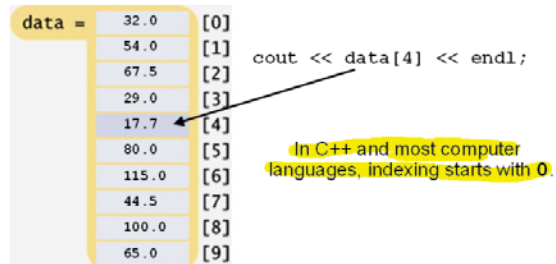 data = 32.0 [0]
54.0 [1]
67.5 [2]
29.0 [3]
17.7 [4]
80.0 [5]
115.0 [6]
44.5 [7]
100.0 [8]
65.0 [9]
cout << data[4] << endl;
In C++ and most computer
languages, indexing starts with 0.